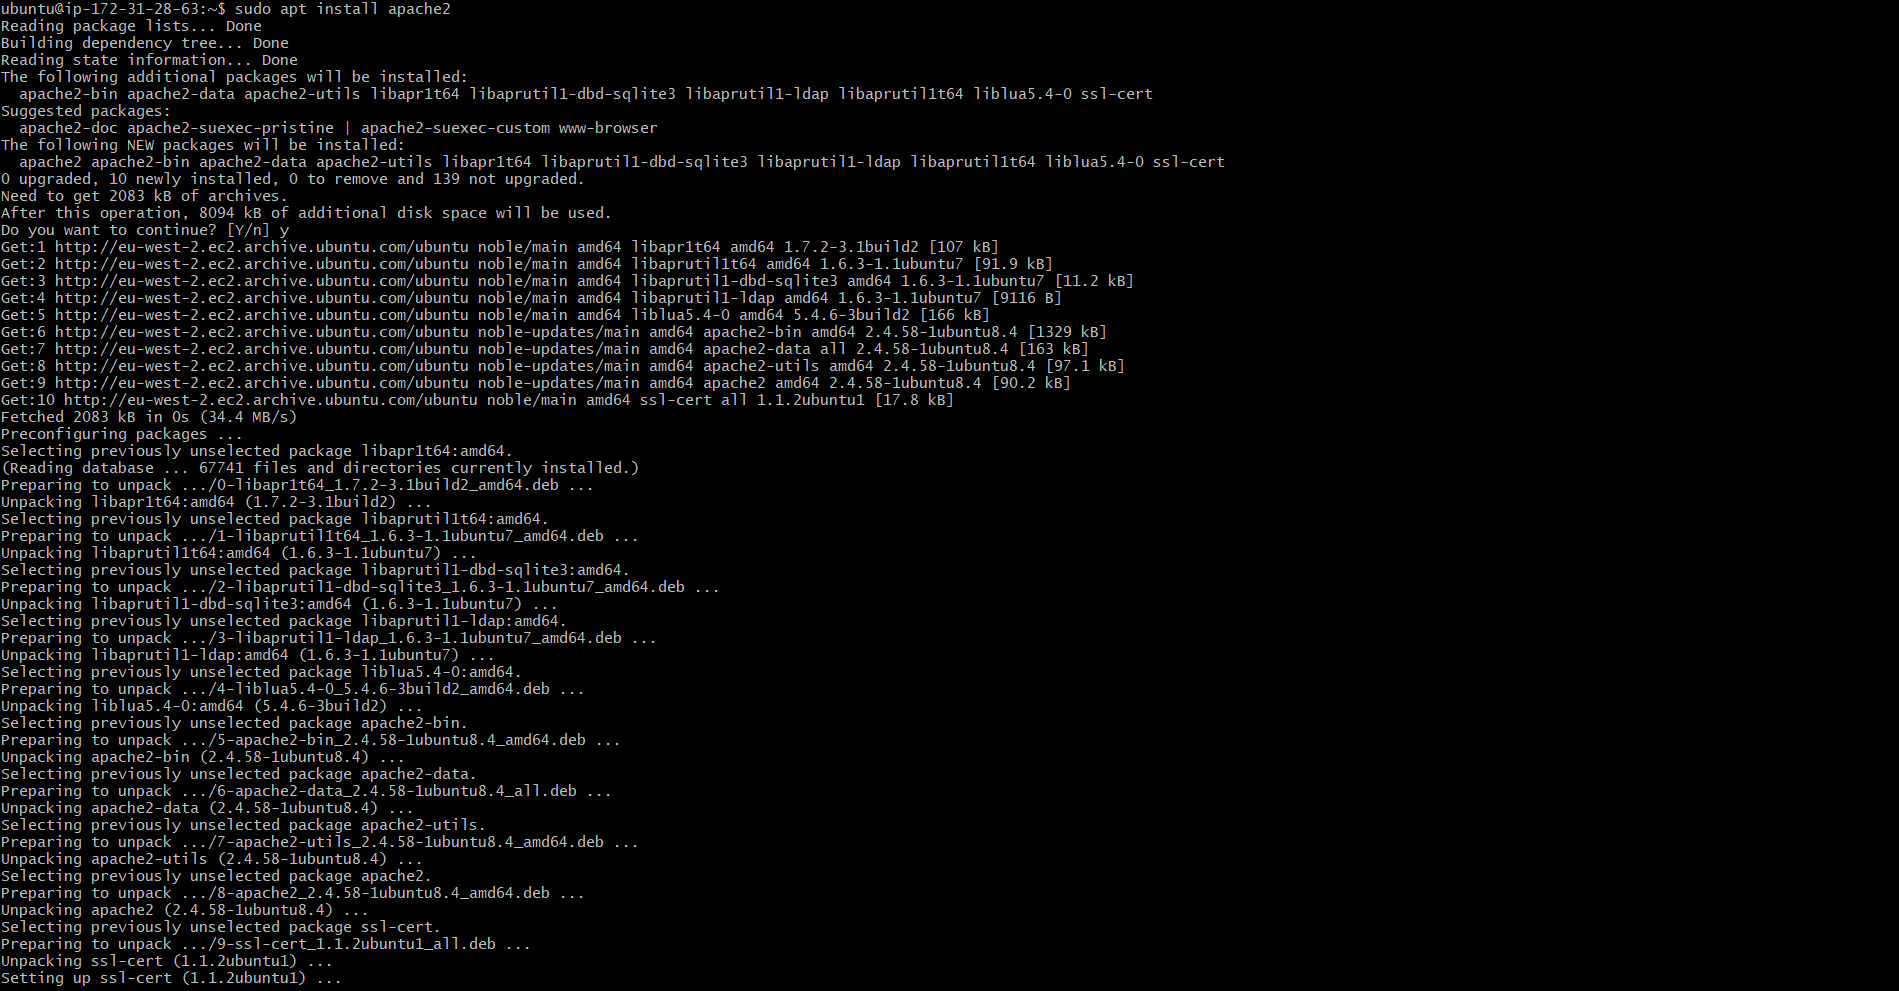 ubuntu@ip-172-31-28-63:~$ sudo apt install apache2
Reading package lists... Done
Building dependency tree... Done
Reading state information... Done
The following additional packages will be installed:
  apache2-bin apache2-data apache2-utils libapr1t64 libaprutil1-dbd-sqlite3 libaprutil1-ldap libaprutil1t64 liblua5.4-0 ssl-cert
Suggested packages:
  apache2-doc apache2-suexec-pristine | apache2-suexec-custom www-browser
The following NEW packages will be installed:
  apache2 apache2-bin apache2-data apache2-utils libapr1t64 libaprutil1-dbd-sqlite3 libaprutil1-ldap libaprutil1t64 liblua5.4-0 ssl-cert
0 upgraded, 10 newly installed, 0 to remove and 139 not upgraded.
Need to get 2083 kB of archives.
After this operation, 8094 kB of additional disk space will be used.
Do you want to continue? [Y/n] y
Get:1 http://eu-west-2.ec2.archive.ubuntu.com/ubuntu noble/main amd64 libapr1t64 amd64 1.7.2-3.1build2 [107 kB]
Get:2 http://eu-west-2.ec2.archive.ubuntu.com/ubuntu noble/main amd64 libaprutil1t64 amd64 1.6.3-1.1ubuntu7 [91.9 kB]
Get:3 http://eu-west-2.ec2.archive.ubuntu.com/ubuntu noble/main amd64 libaprutil1-dbd-sqlite3 amd64 1.6.3-1.1ubuntu7 [11.2 kB]
Get:4 http://eu-west-2.ec2.archive.ubuntu.com/ubuntu noble/main amd64 libaprutil1-ldap amd64 1.6.3-1.1ubuntu7 [9116 B]
Get:5 http://eu-west-2.ec2.archive.ubuntu.com/ubuntu noble/main amd64 liblua5.4-0 amd64 5.4.6-3build2 [166 kB]
Get:6 http://eu-west-2.ec2.archive.ubuntu.com/ubuntu noble-updates/main amd64 apache2-bin amd64 2.4.58-1ubuntu8.4 [1329 kB]
Get:7 http://eu-west-2.ec2.archive.ubuntu.com/ubuntu noble-updates/main amd64 apache2-data all 2.4.58-1ubuntu8.4 [163 kB]
Get:8 http://eu-west-2.ec2.archive.ubuntu.com/ubuntu noble-updates/main amd64 apache2-utils amd64 2.4.58-1ubuntu8.4 [97.1 kB]
Get:9 http://eu-west-2.ec2.archive.ubuntu.com/ubuntu noble-updates/main amd64 apache2 amd64 2.4.58-1ubuntu8.4 [90.2 kB]
Get:10 http://eu-west-2.ec2.archive.ubuntu.com/ubuntu noble/main amd64 ssl-cert all 1.1.2ubuntu1 [17.8 kB]
Fetched 2083 kB in 0s (34.4 MB/s)
Preconfiguring packages ...
Selecting previously unselected package libapr1t64:amd64.
(Reading database ... 67741 files and directories currently installed.)
Preparing to unpack .../0-libapr1t64_1.7.2-3.1build2_amd64.deb ...
Unpacking libapr1t64:amd64 (1.7.2-3.1build2) ...
Selecting previously unselected package libaprutil1t64:amd64.
Preparing to unpack .../1-libaprutil1t64_1.6.3-1.1ubuntu7_amd64.deb ...
Unpacking libaprutil1t64:amd64 (1.6.3-1.1ubuntu7) ...
Selecting previously unselected package libaprutil1-dbd-sqlite3:amd64.
Preparing to unpack .../2-libaprutil1-dbd-sqlite3_1.6.3-1.1ubuntu7_amd64.deb ...
Unpacking libaprutil1-dbd-sqlite3:amd64 (1.6.3-1.1ubuntu7) ...
Selecting previously unselected package libaprutil1-ldap:amd64.
Preparing to unpack .../3-libaprutil1-ldap_1.6.3-1.1ubuntu7_amd64.deb ...
Unpacking libaprutil1-ldap:amd64 (1.6.3-1.1ubuntu7) ...
Selecting previously unselected package liblua5.4-0:amd64.
Preparing to unpack .../4-liblua5.4-0_5.4.6-3build2_amd64.deb ...
Unpacking liblua5.4-0:amd64 (5.4.6-3build2) ...
Selecting previously unselected package apache2-bin.
Preparing to unpack .../5-apache2-bin_2.4.58-1ubuntu8.4_amd64.deb ...
Unpacking apache2-bin (2.4.58-1ubuntu8.4) ...
Selecting previously unselected package apache2-data.
Preparing to unpack .../6-apache2-data_2.4.58-1ubuntu8.4_all.deb ...
Unpacking apache2-data (2.4.58-1ubuntu8.4) ...
Selecting previously unselected package apache2-utils.
Preparing to unpack .../7-apache2-utils_2.4.58-1ubuntu8.4_amd64.deb ...
Unpacking apache2-utils (2.4.58-1ubuntu8.4) ...
Selecting previously unselected package apache2.
Preparing to unpack .../8-apache2_2.4.58-1ubuntu8.4_amd64.deb ...
Unpacking apache2 (2.4.58-1ubuntu8.4) ...
Selecting previously unselected package ssl-cert.
Preparing to unpack .../9-ssl-cert_1.1.2ubuntu1_all.deb ...
Unpacking ssl-cert (1.1.2ubuntu1) ...
Setting up ssl-cert (1.1.2ubuntu1) ...